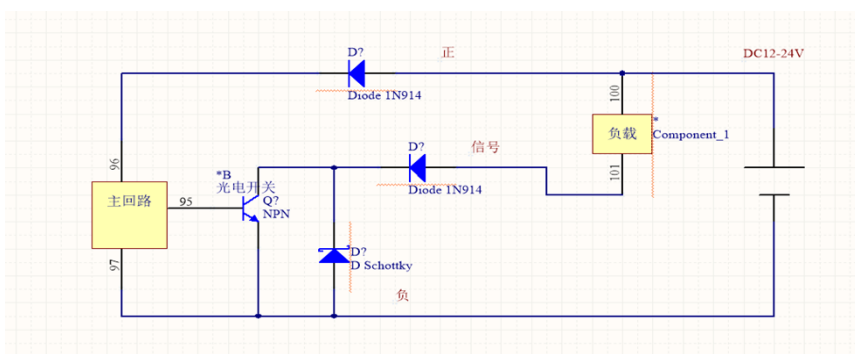 D?
正
DC12-24V
Diode 1N914
100
*
负载
Component_1
D?
信号
101
96
*B
光电开关
Diode 1N914
主回路
95
Q?
NPN
D?
D Schottky
97
负